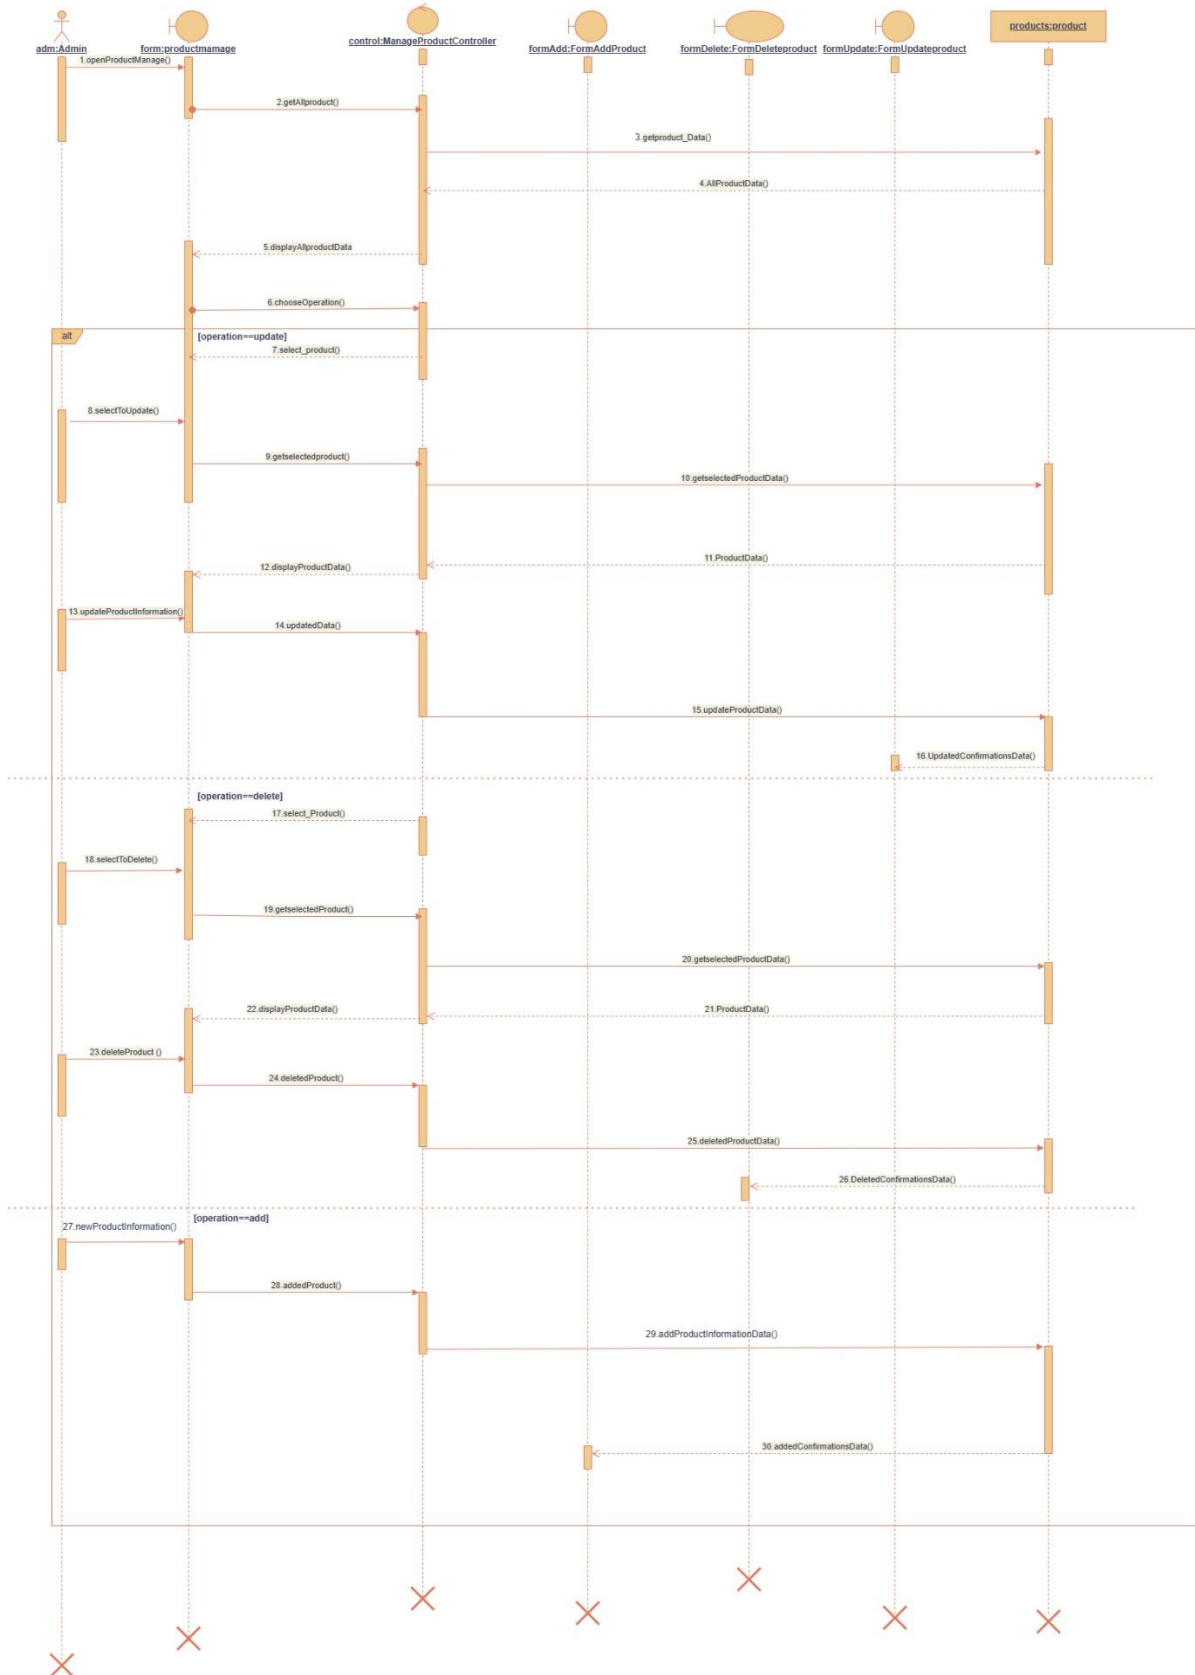 adm:Admin
form:productmamage
control:ManageProductController
formAdd:FormAddProduct
formDelete:FormDeleteproduct
formUpdate:FormUpdateproduct
products:product
1.openProductManage()
2.getAllproduct()
3.getproduct_Data()
4.AllProductData()
5.displayAllproductData
6.chooseOperation()
alt
[operation==update]
7.select_product()
8.selectToUpdate()
9.getselectedproduct()
10.getselectedProductData()
11.ProductData()
12.displayProductData()
13.updateProductInformation()
14.updatedData()
15.updateProductData()
16.UpdatedConfirmationsData()
[operation==delete]
17.select_Product()
18.selectToDelete()
19.getselectedProduct()
20.getselectedProductData()
21.ProductData()
22.displayProductData()
23.deleteProduct ()
24.deletedProduct()
25.deletedProductData()
26.DeletedConfirmationsData()
[operation==add]
27.newProductInformation()
28.addedProduct()
29.addProductInformationData()
30.addedConfirmationsData()